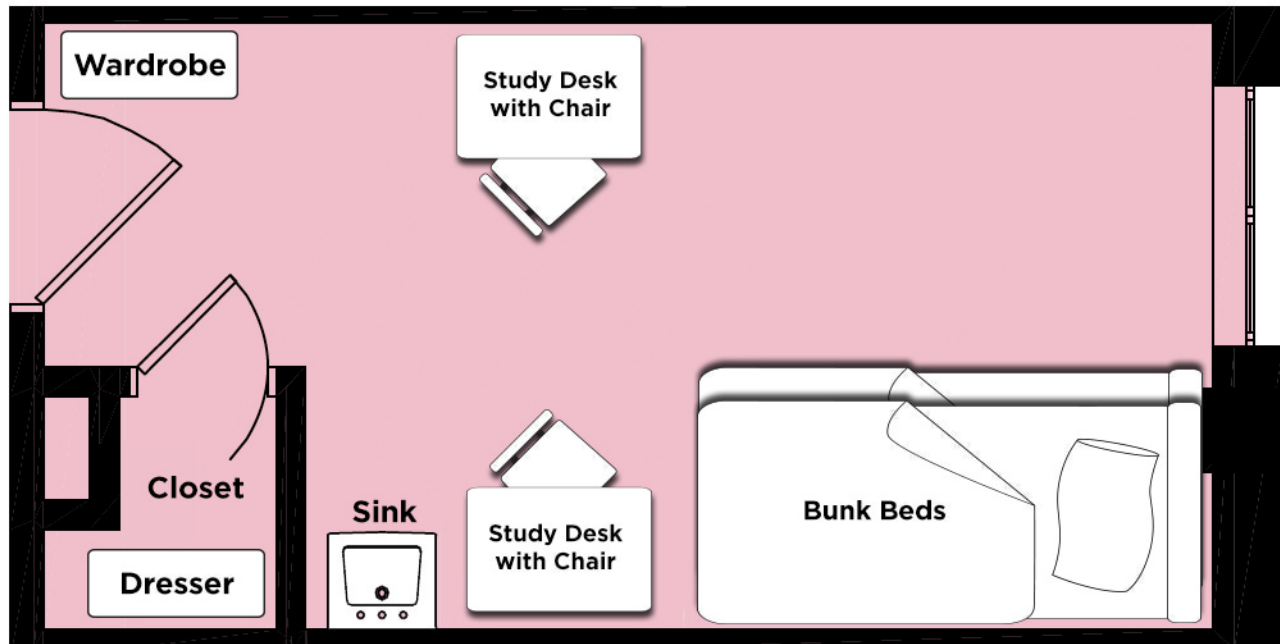 Wardrobe
Study Desk
with Chair
Closet
Sink
Study Desk
with Chair
Bunk Beds
Dresser